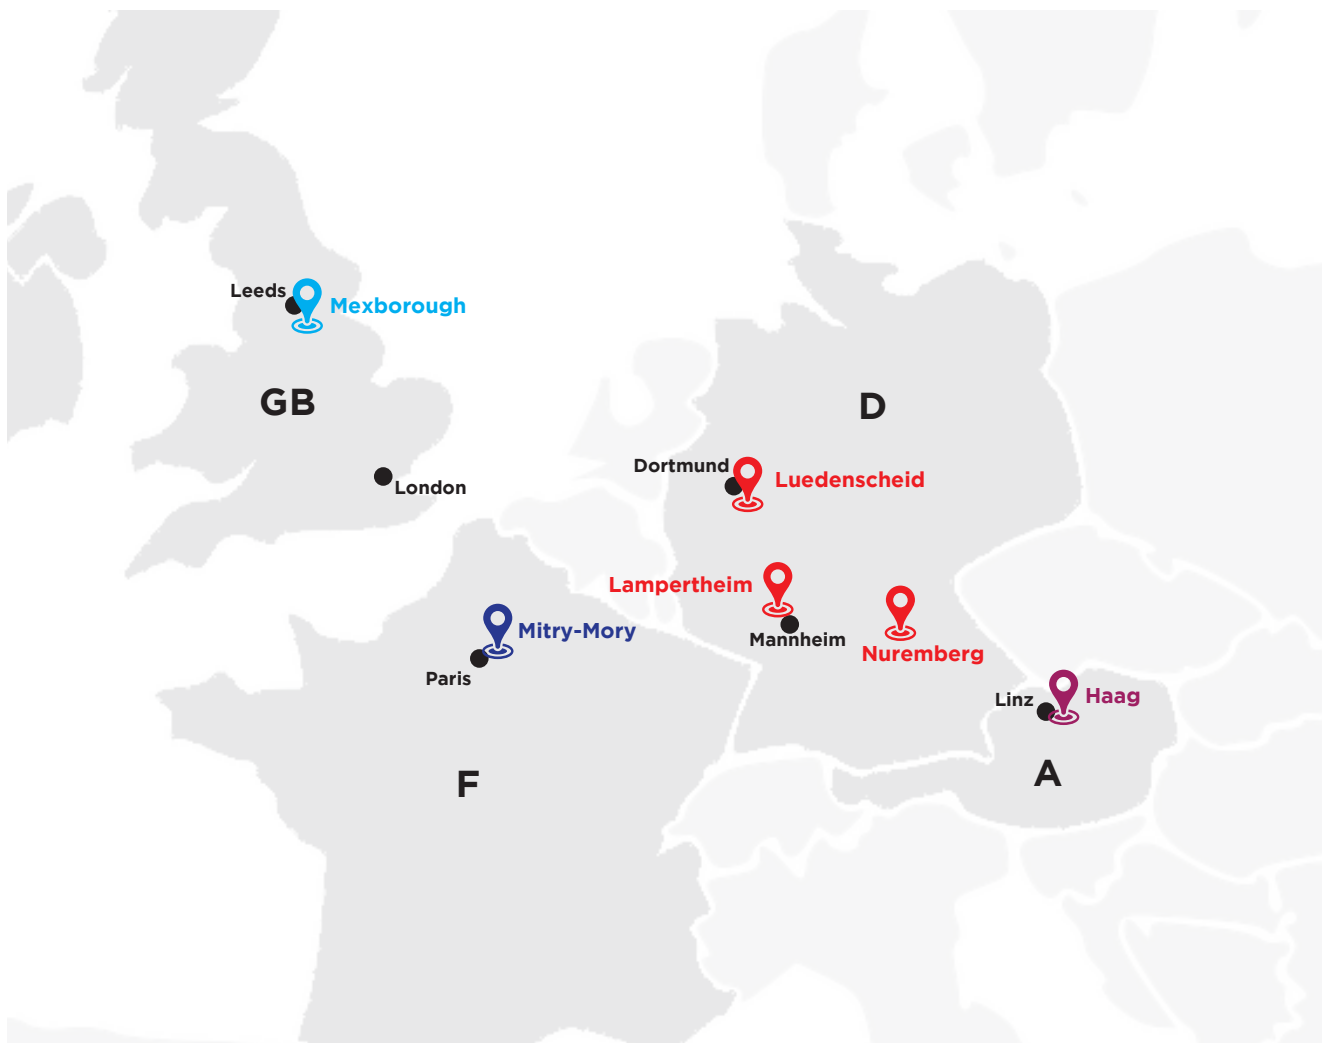 Leeds
Mexborough
GB
D
Dortmund
Luedenscheid
London
Lampertheim
Mitry-Mory
Mannheim
Nuremberg
Paris
Linz
Haag
F
A